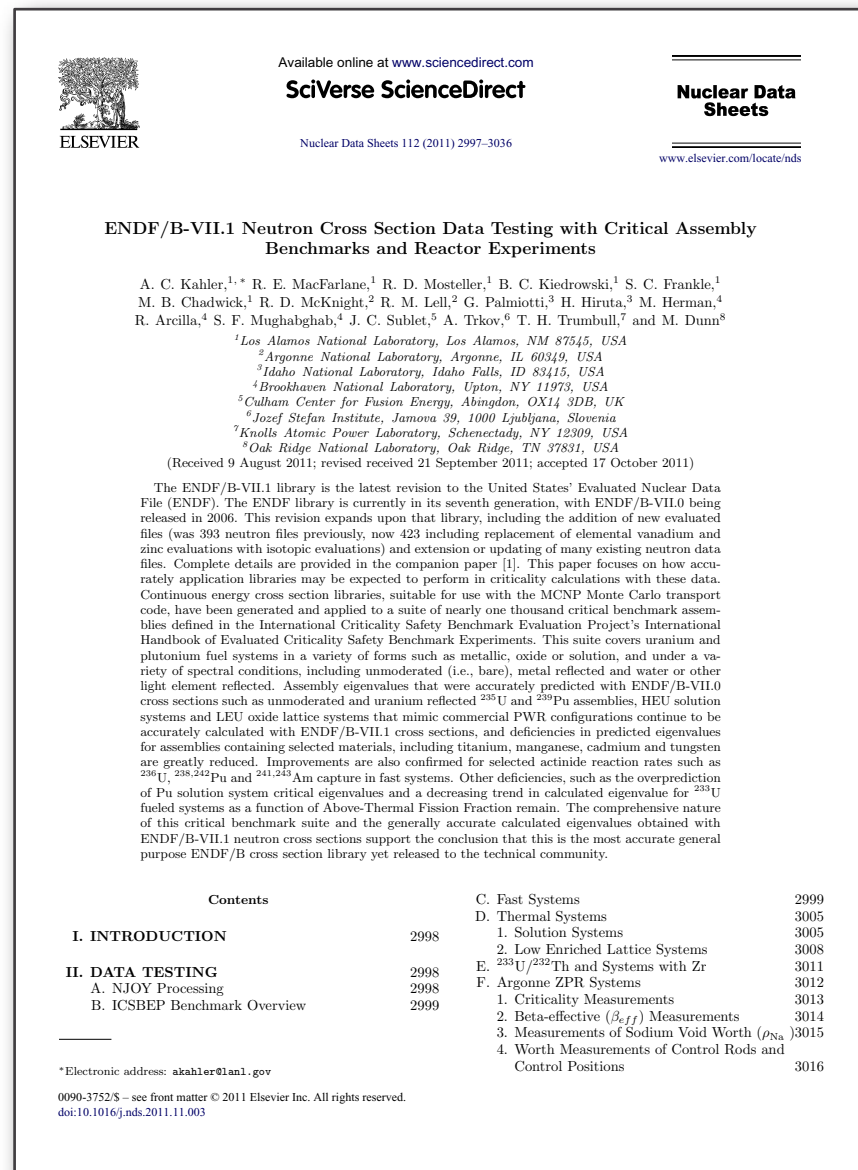 ELSEVIER
Available online at www.sciencedirect.com
SciVerse ScienceDirect
Nuclear Data Sheets 112 (2011) 2997–3036
Nuclear Data
Sheets
www.elsevier.com/locate/nds
ENDF/B-VII.1 Neutron Cross Section Data Testing with Critical Assembly
Benchmarks and Reactor Experiments
A. C. Kahler,1, * R. E. MacFarlane,1 R. D. Mosteller,1 B. C. Kiedrowski,1 S. C. Frankle,1
M. B. Chadwick,1 R. D. McKnight,2 R. M. Lell,2 G. Palmiotti,3 H. Hiruta,3 M. Herman,4
R. Arcilla,4 S. F. Mughabghab,4 J. C. Sublet,5 A. Trkov,6 T. H. Trumbull,7 and M. Dunn8
1Los Alamos National Laboratory, Los Alamos, NM 87545, USA
2Argonne National Laboratory, Argonne, IL 60349, USA
3Idaho National Laboratory, Idaho Falls, ID 83415, USA
4Brookhaven National Laboratory, Upton, NY 11973, USA
5Culham Center for Fusion Energy, Abingdon, OX14 3DB, UK
6Jozef Stefan Institute, Jamova 39, 1000 Ljubljana, Slovenia
7Knolls Atomic Power Laboratory, Schenectady, NY 12309, USA
8Oak Ridge National Laboratory, Oak Ridge, TN 37831, USA
(Received 9 August 2011; revised received 21 September 2011; accepted 17 October 2011)
The ENDF/B-VII.1 library is the latest revision to the United States' Evaluated Nuclear Data
File (ENDF). The ENDF library is currently in its seventh generation, with ENDF/B-VII.0 being
released in 2006. This revision expands upon that library, including the addition of new evaluated
files (was 393 neutron files previously, now 423 including replacement of elemental vanadium and
zinc evaluations with isotopic evaluations) and extension or updating of many existing neutron data
files. Complete details are provided in the companion paper [1]. This paper focuses on how accu-
rately application libraries may be expected to perform in criticality calculations with these data.
Continuous energy cross section libraries, suitable for use with the MCNP Monte Carlo transport
code, have been generated and applied to a suite of nearly one thousand critical benchmark assem-
blies defined in the International Criticality Safety Benchmark Evaluation Project's International
Handbook of Evaluated Criticality Safety Benchmark Experiments. This suite covers uranium and
plutonium fuel systems in a variety of forms such as metallic, oxide or solution, and under a va-
riety of spectral conditions, including unmoderated (i.e., bare), metal reflected and water or other
light element reflected. Assembly eigenvalues that were accurately predicted with ENDF/B-VII.0
cross sections such as unmoderated and uranium reflected 235U and 239Pu assemblies, HEU solution
systems and LEU oxide lattice systems that mimic commercial PWR configurations continue to be
accurately calculated with ENDF/B-VII.1 cross sections, and deficiencies in predicted eigenvalues
for assemblies containing selected materials, including titanium, manganese, cadmium and tungsten
are greatly reduced. Improvements are also confirmed for selected actinide reaction rates such as
236U, 238,242Pu and 241,243Am capture in fast systems. Other deficiencies, such as the overprediction
of Pu solution system critical eigenvalues and a decreasing trend in calculated eigenvalue for 233U
fueled systems as a function of Above-Thermal Fission Fraction remain. The comprehensive nature
of this critical benchmark suite and the generally accurate calculated eigenvalues obtained with
ENDF/B-VII.1 neutron cross sections support the conclusion that this is the most accurate general
purpose ENDF/B cross section library yet released to the technical community.
Contents
I. INTRODUCTION 2998
II. DATA TESTING 2998
A. NJOY Processing 2998
B. ICSBEP Benchmark Overview 2999
C. Fast Systems 2999
D. Thermal Systems 3005
1. Solution Systems 3005
2. Low Enriched Lattice Systems 3008
E. 233U/232Th and Systems with Zr 3011
F. Argonne ZPR Systems 3012
1. Criticality Measurements 3013
2. Beta-effective (βeff) Measurements 3014
3. Measurements of Sodium Void Worth (ρNa )3015
4. Worth Measurements of Control Rods and
Control Positions 3016
*Electronic address: akahler@lanl.gov
0090-3752/$ – see front matter © 2011 Elsevier Inc. All rights reserved.
doi:10.1016/j.nds.2011.11.003